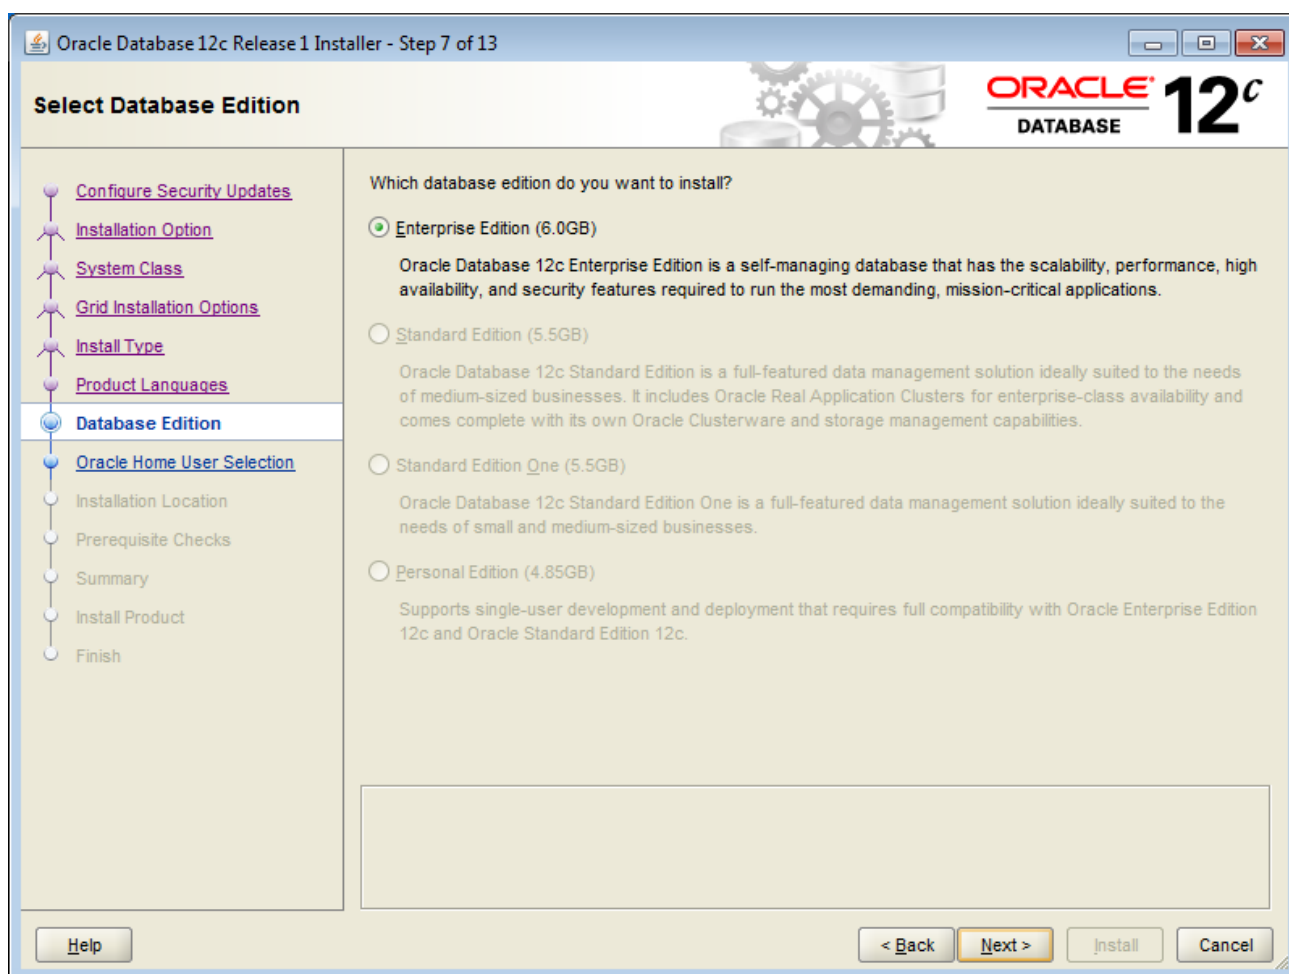 Oracle Database 12c Release 1 Installer - Step 7 of 13
Select Database Edition
ORACLE
DATABASE
12c
Configure Security Updates
Installation Option
System Class
Grid Installation Options
Install Type
Product Languages
Database Edition
Oracle Home User Selection
Installation Location
Prerequisite Checks
Summary
Install Product
Finish
Which database edition do you want to install?
Enterprise Edition (6.0GB)
Oracle Database 12c Enterprise Edition is a self-managing database that has the scalability, performance, high
availability, and security features required to run the most demanding, mission-critical applications.
Standard Edition (5.5GB)
Oracle Database 12c Standard Edition is a full-featured data management solution ideally suited to the needs
of medium-sized businesses. It includes Oracle Real Application Clusters for enterprise-class availability and
comes complete with its own Oracle Clusterware and storage management capabilities.
Standard Edition One (5.5GB)
Oracle Database 12c Standard Edition One is a full-featured data management solution ideally suited to the
needs of small and medium-sized businesses.
Personal Edition (4.85GB)
Supports single-user development and deployment that requires full compatibility with Oracle Enterprise Edition
12c and Oracle Standard Edition 12c.
Help
< Back
Next >
Install
Cancel